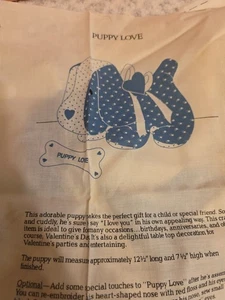 PUPPY LOVE
PUPPY LOVE
This adorable puppy makes the perfect gift for a child or special friend. So
and cuddly, he's sure to say "I love you" in his own appealing way. This cr
item is ideal to give for many occasions...birthdays, anniversaries, and of
course, Valentine's Day. It's also a delightful table top decoration for
Valentine's parties and entertaining.
The puppy will measure approximately 12½" long and 7½" high when
finished.
Optional — Add some special touches to "Puppy Love" after he's assem
You can re-embroider his heart-shaped nose with red floss and his eyes